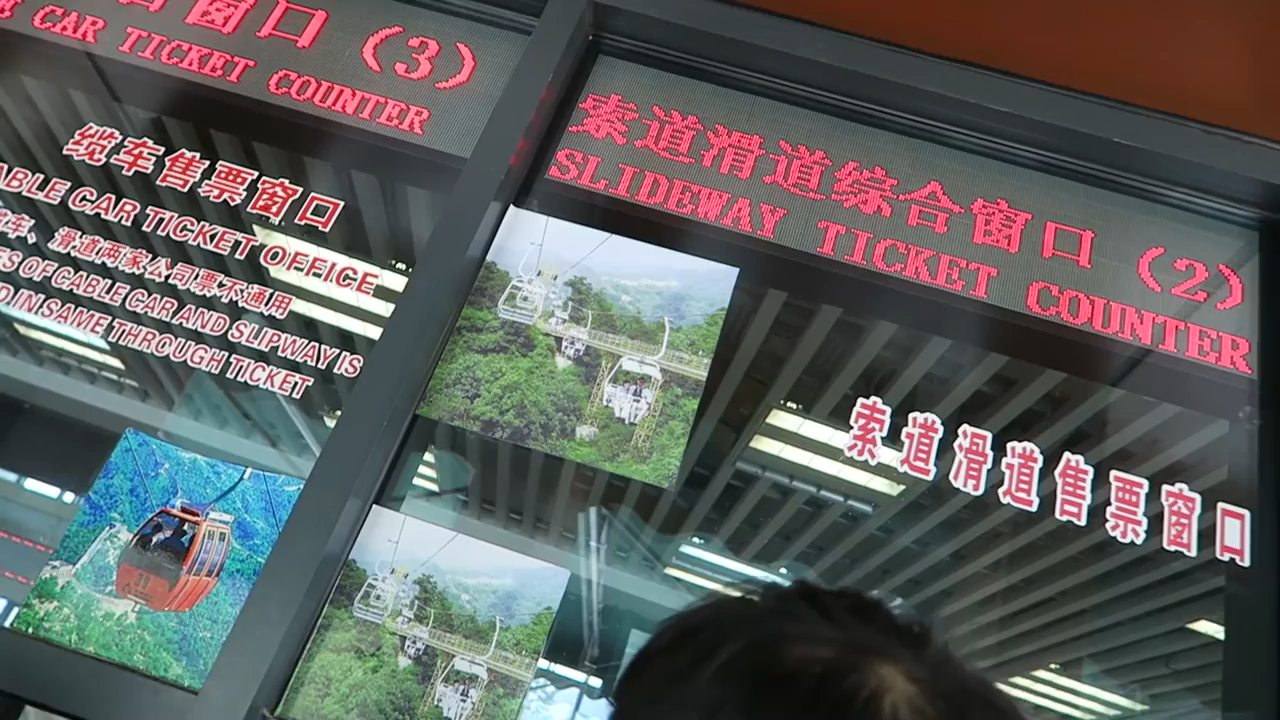 窗口（3）
CAR TICKET COUNTER
缆车售票窗口
ABLE CAR TICKET OFFICE
车、滑道两家公司票不通用
ES OF CABLE CAR AND SLIPWAY IS
D IN SAME THROUGH TICKET
索道滑道综合窗口（2）
SLIDEWAY TICKET COUNTER
索道滑道售票窗口